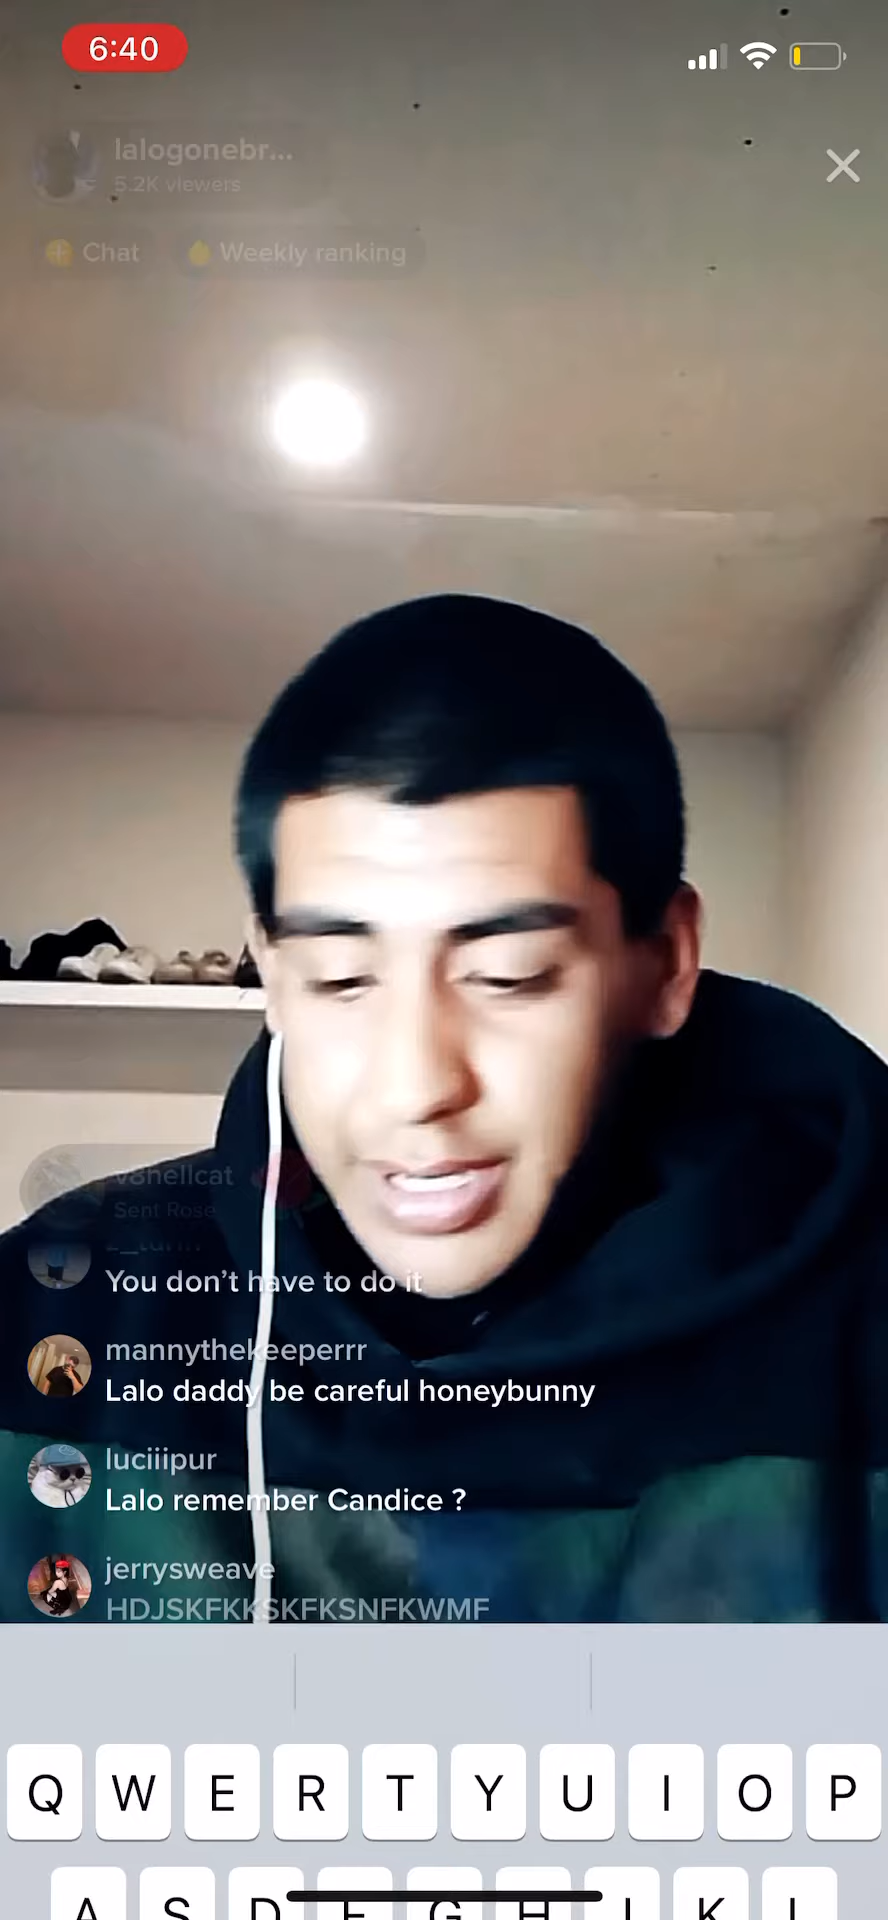 6:40
lalogonebr...
5.2K viewers
Chat
Weekly ranking
v8hellcat
Sent Rose
You don't have to do it
mannythekeeperrr
Lalo daddy be careful honeybunny
luciiipur
Lalo remember Candice ?
jerrysweave
HDJSKFKKSKFKSNFKWMF
Q W E R T Y U I O P
A S D F G H J K L